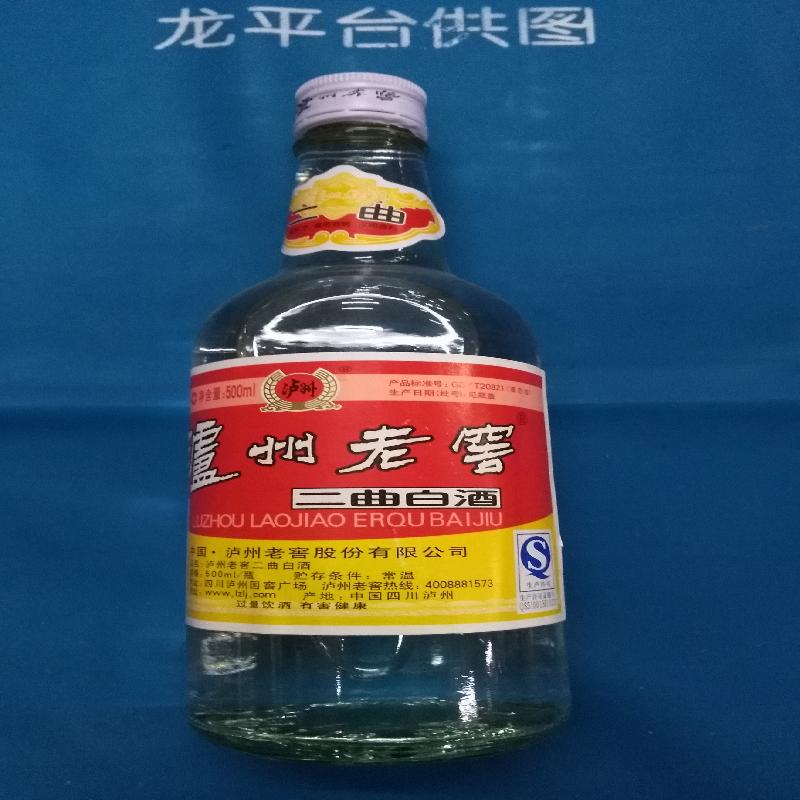 龙平台供图
泸州老窖
二曲
净含量:500ml
泸州
®
产品标准号:GB/T20821
生产日期(批号):见瓶盖
瀘州老窖®
二曲白酒
LUZHOU LAOJIAO ERQU BAIJIU
中国·泸州老窖股份有限公司
泸州老窖二曲白酒
500ml/瓶 贮存条件:常温
四川泸州国窖广场 泸州老窖热线:4008881573
www.lzlj.com 产地:中国四川泸州
过量饮酒 有害健康
S
生产许可